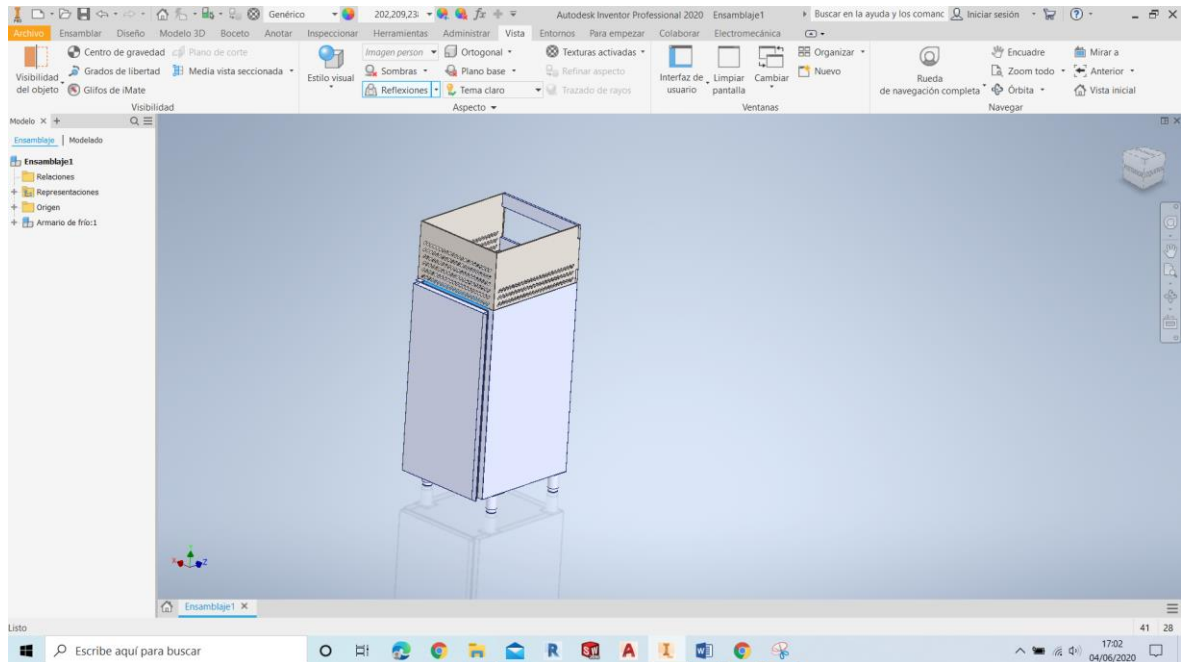 Genérico
202,209,23
Autodesk Inventor Professional 2020 Ensamblaje1
Buscar en la ayuda y los comanc
Iniciar sesión
Archivo Ensamblar Diseño Modelo 3D Boceto Anotar Inspeccionar Herramientas Administrar Vista Entornos Para empezar Colaborar Electromecánica
Visibilidad del objeto
Centro de gravedad
Grados de libertad
Glifos de iMate
Plano de corte
Media vista seccionada
Visibilidad
Estilo visual
Imagen person
Sombras
Reflexiones
Ortogonal
Plano base
Tema claro
Texturas activadas
Refinar aspecto
Trazado de rayos
Aspecto
Interfaz de usuario
Limpiar pantalla
Cambiar
Organizar
Nuevo
Ventanas
Rueda
de navegación completa
Encuadre
Zoom todo
Órbita
Mirar a
Anterior
Vista inicial
Navegar
Modelo × +
Ensamblaje | Modelado
Ensamblaje1
Relaciones
Representaciones
Origen
Armario de frío:1
Z
Ensamblaje1 ×
Listo
41 28
Escribe aquí para buscar
17:02
04/06/2020